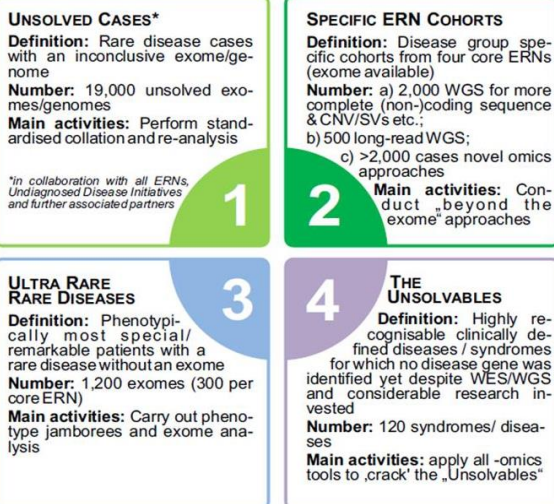 UNSOLVED CASES*
Definition: Rare disease cases
with an inconclusive exome/ge-
nome
Number: 19,000 unsolved exo-
mes/genomes
Main activities: Perform stand-
ardised collation and re-analysis
*in collaboration with all ERNs,
Undiagnosed Disease Initiatives
and further associated partners
1
SPECIFIC ERN COHORTS
Definition: Disease group spe-
cific cohorts from four core ERNs
(exome available)
Number: a) 2,000 WGS for more
complete (non-)coding sequence
& CNV/SVs etc.;
b) 500 long-read WGS;
c) >2,000 cases novel omics
approaches
Main activities: Con-
duct „beyond the
exome“ approaches
2
ULTRA RARE
RARE DISEASES
Definition: Phenotypi-
cally most special/
remarkable patients with a
rare disease without an exome
Number: 1,200 exomes (300 per
core ERN)
Main activities: Carry out pheno-
type jamborees and exome ana-
lysis
3
4
THE
UNSOLVABLES
Definition: Highly re-
cognisable clinically de-
fined diseases / syndromes
for which no disease gene was
identified yet despite WES/WGS
and considerable research in-
vested
Number: 120 syndromes/ disea-
ses
Main activities: apply all -omics
tools to ‚crack' the „Unsolvables“